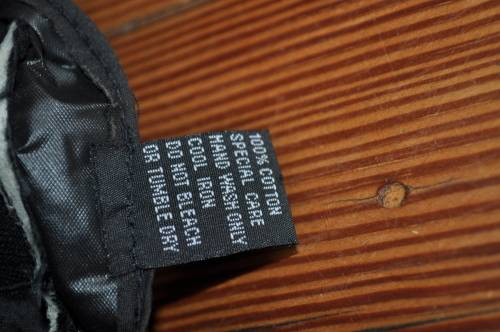 100% COTTON
SPECIAL CARE
HAND WASH ONLY
COOL IRON
DO NOT BLEACH
OR TUMBLE DRY